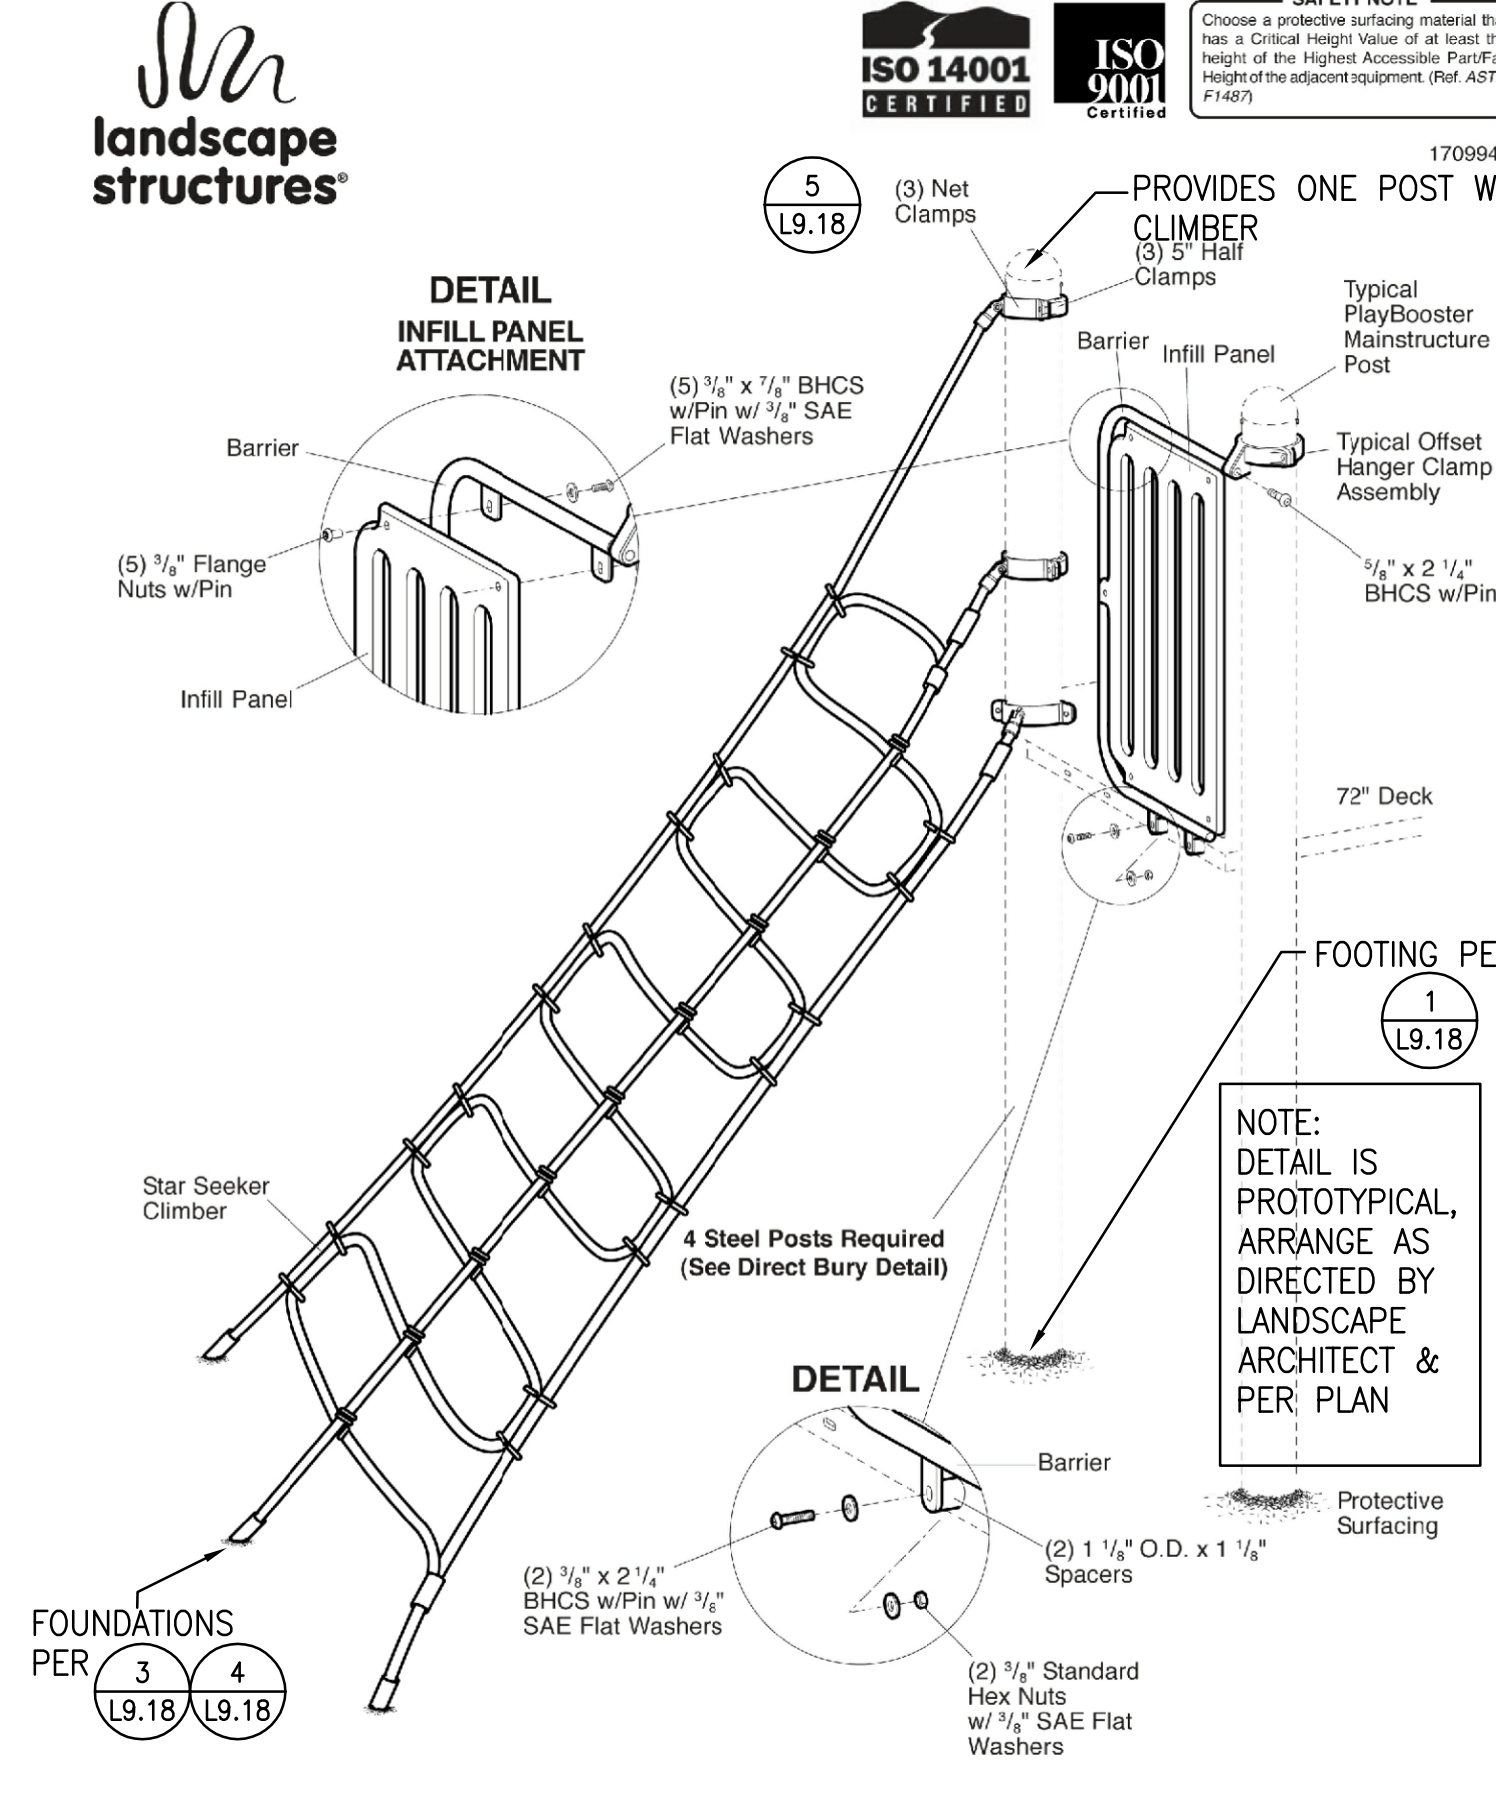 landscape
structures®
ISO 14001
CERTIFIED
ISO
9001
Certified
SAFETY NOTE
Choose a protective surfacing material
has a Critical Height Value of at least
height of the Highest Accessible
Height of the adjacent equipment. (Ref.
F1487)
170994
5
L9.18
(3) Net
Clamps
PROVIDES ONE POST
CLIMBER
(3) 5" Half
Clamps
Typical
PlayBooster
Mainstructure
Post
Barrier
Infill Panel
DETAIL
INFILL PANEL
ATTACHMENT
(5) 3/8" x 7/8" BHCS
w/Pin w/ 3/8" SAE
Flat Washers
Barrier
(5) 3/8" Flange
Nuts w/Pin
Infill Panel
Typical Offset
Hanger Clamp
Assembly
5/8" x 2 1/4"
BHCS w/Pin
72" Deck
FOOTING
1
L9.18
NOTE:
DETAIL IS
PROTOTYPICAL,
ARRANGE AS
DIRECTED BY
LANDSCAPE
ARCHITECT &
PER PLAN
Star Seeker
Climber
4 Steel Posts Required
(See Direct Bury Detail)
DETAIL
Barrier
Protective
Surfacing
(2) 1 1/8" O.D. x 1 1/8"
Spacers
(2) 3/8" x 2 1/4"
BHCS w/Pin w/ 3/8"
SAE Flat Washers
(2) 3/8" Standard
Hex Nuts
w/ 3/8" SAE Flat
Washers
FOUNDATIONS
PER
3
L9.18
4
L9.18